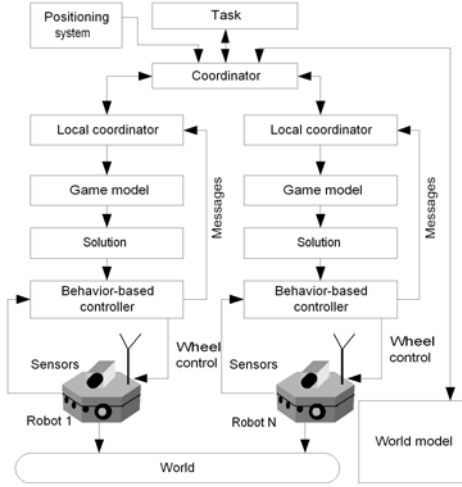 Positioning
system
Task
Coordinator
Local coordinator
Local coordinator
Game model
Game model
Messages
Messages
Solution
Solution
Behavior-based
controller
Behavior-based
controller
Sensors
Wheel
control
Sensors
Wheel
control
Robot 1
Robot N
World model
World